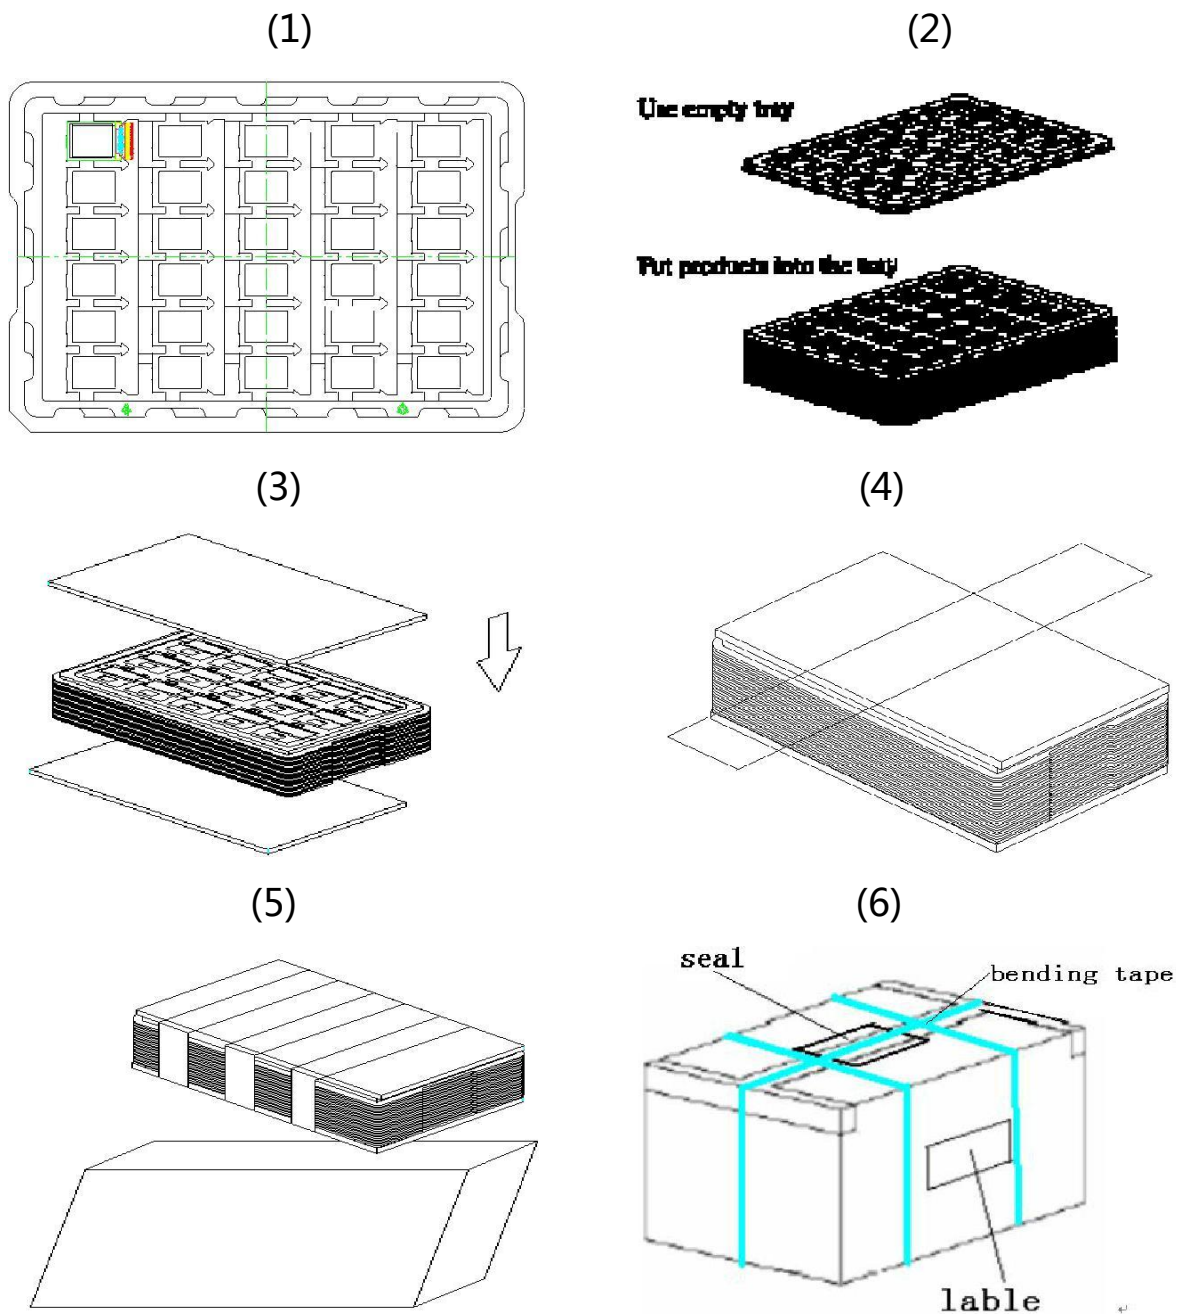 (1)
(2)
Use empty tray
Put products into the tray
(3)
(4)
(5)
(6)
seal
bending tape
lable